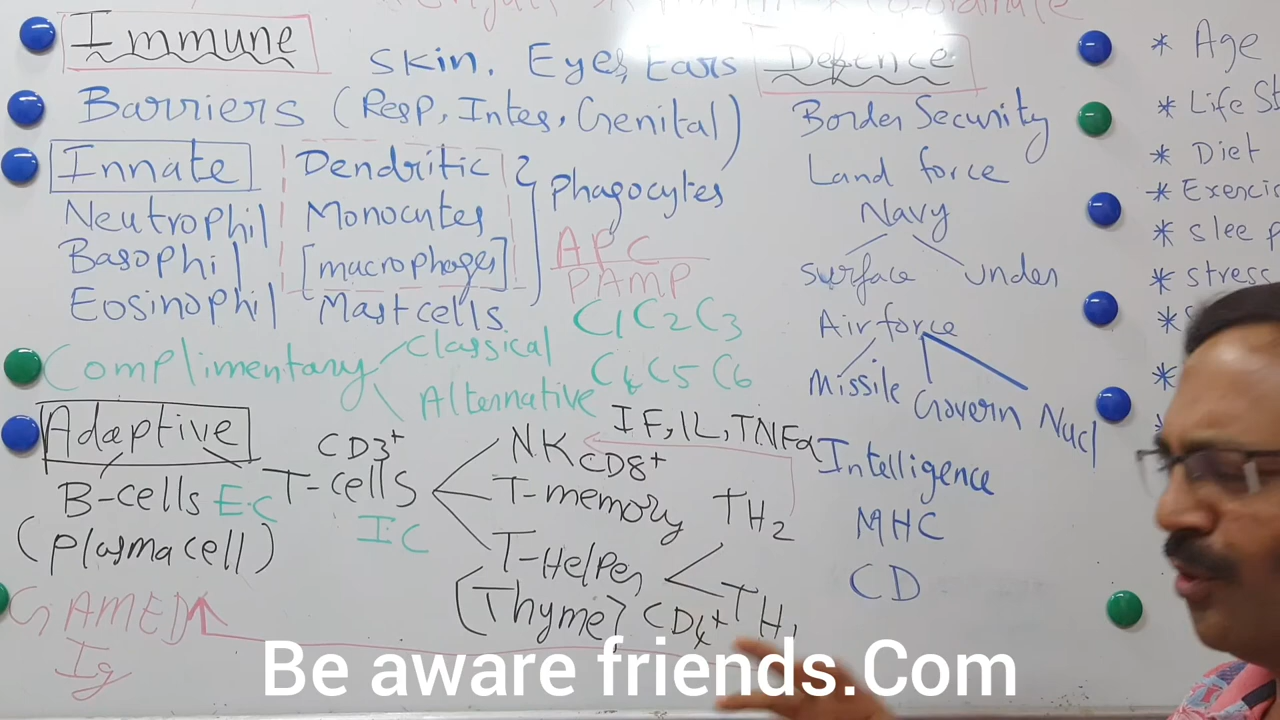 Immune
Skin, Eyes, Ears
Defence
Barriers (Resp, Intes, Genital)
Border Security
Innate
Dendritic
Phagocytes
Land force
Neutrophil
Monocytes
Navy
Basophil
[macrophages]
APC
PAMP
surface
under
Eosinophil
Mast cells
C1 C2 C3
Air force
Complimentary
Classical
Alternative
C4 C5 C6
Missile
Govern
Nucl
Adaptive
CD3+
NK
IF, IL, TNFα
CD8+
Intelligence
B-cells E.C
T-cells
T-memory
TH2
MHC
(Plasma cell)
IC
T-Helper
CD
(Thyme)
CD4+
TH1
GAMED
Ig
* Age
* Life St
* Diet
* Exercis
* slee p
* stress
*
*
Be aware friends.Com